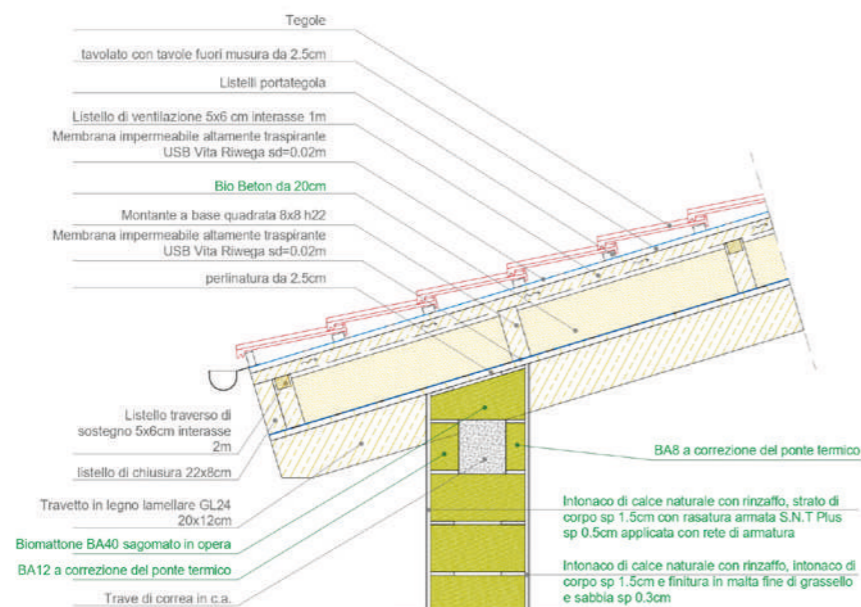 Tegole
tavolato con tavole fuori musura da 2.5cm
Listelli portategola
Listello di ventilazione 5x6 cm interasse 1m
Membrana impermeabile altamente traspirante
USB Vita Riwega sd=0.02m
Bio Beton da 20cm
Montante a base quadrata 8x8 h22
Membrana impermeabile altamente traspirante
USB Vita Riwega sd=0.02m
perlinatura da 2.5cm
Listello traverso di
sostegno 5x6cm interasse
2m
listello di chiusura 22x8cm
Travetto in legno lamellare GL24
20x12cm
Biomattone BA40 sagomato in opera
BA12 a correzione del ponte termico
Trave di correa in c.a.
BA8 a correzione del ponte termico
Intonaco di calce naturale con rinzaffo, strato di
corpo sp 1.5cm con rasatura armata S.N.T Plus
sp 0.5cm applicata con rete di armatura
Intonaco di calce naturale con rinzaffo, intonaco di
corpo sp 1.5cm e finitura in malta fine di grassello
e sabbia sp 0.3cm